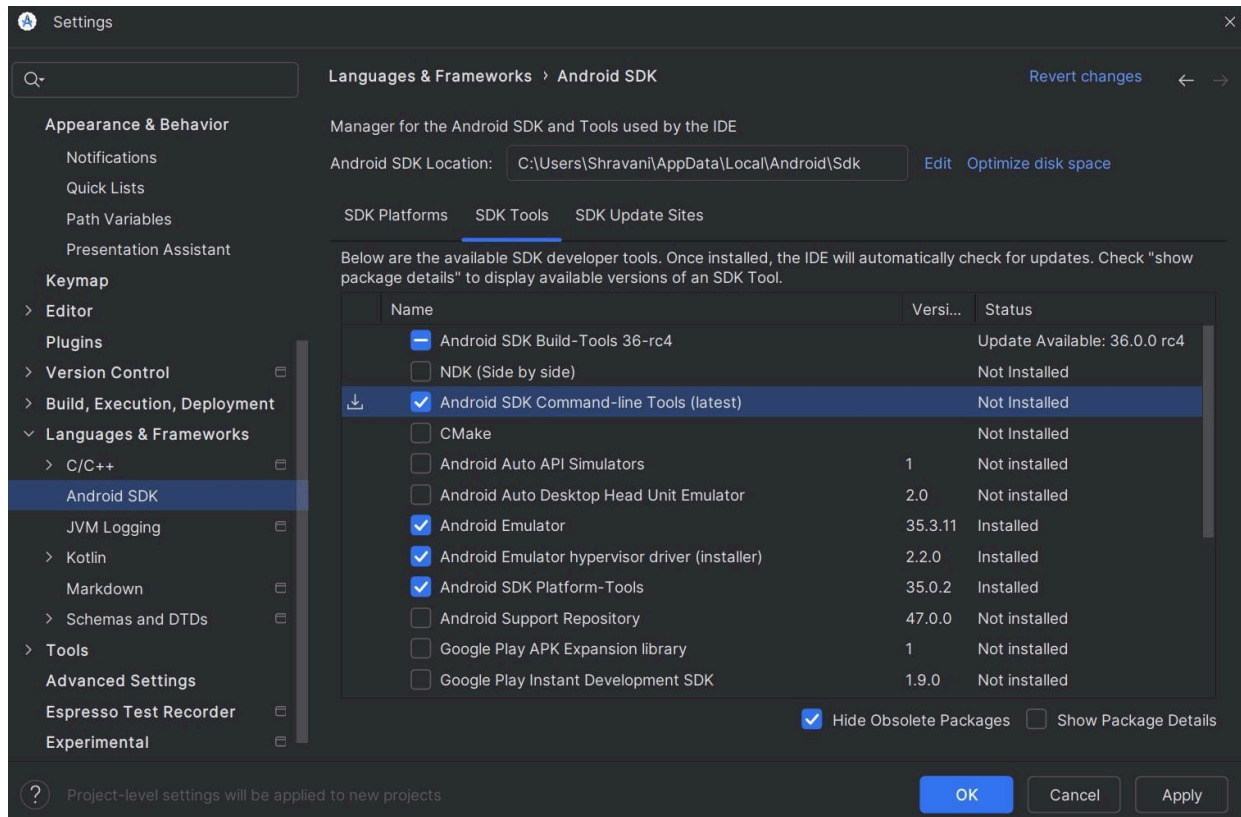 Settings
Languages & Frameworks › Android SDK
Revert changes
Appearance & Behavior
Notifications
Quick Lists
Path Variables
Presentation Assistant
Keymap
Editor
Plugins
Version Control
Build, Execution, Deployment
Languages & Frameworks
C/C++
Android SDK
JVM Logging
Kotlin
Markdown
Schemas and DTDs
Tools
Advanced Settings
Espresso Test Recorder
Experimental
Manager for the Android SDK and Tools used by the IDE
Android SDK Location: C:\Users\Shravani\AppData\Local\Android\Sdk Edit Optimize disk space
SDK Platforms SDK Tools SDK Update Sites
Below are the available SDK developer tools. Once installed, the IDE will automatically check for updates. Check "show
package details" to display available versions of an SDK Tool.
Name Versi... Status
Android SDK Build-Tools 36-rc4 Update Available: 36.0.0 rc4
NDK (Side by side) Not Installed
Android SDK Command-line Tools (latest) Not Installed
CMake Not Installed
Android Auto API Simulators 1 Not installed
Android Auto Desktop Head Unit Emulator 2.0 Not installed
Android Emulator 35.3.11 Installed
Android Emulator hypervisor driver (installer) 2.2.0 Installed
Android SDK Platform-Tools 35.0.2 Installed
Android Support Repository 47.0.0 Not installed
Google Play APK Expansion library 1 Not installed
Google Play Instant Development SDK 1.9.0 Not installed
Hide Obsolete Packages Show Package Details
? Project-level settings will be applied to new projects
OK Cancel Apply